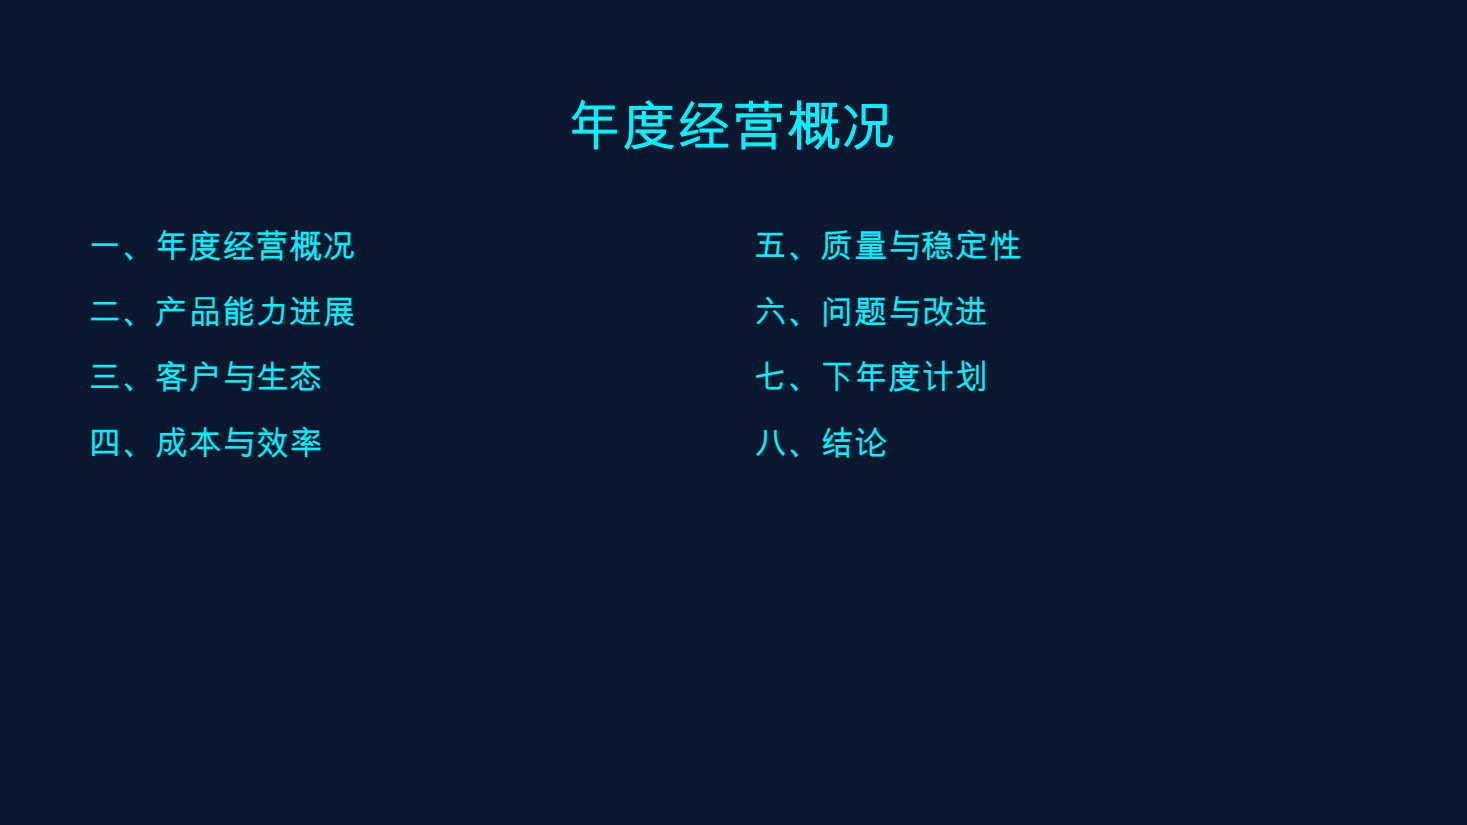 年度经营概况
一、年度经营概况
二、产品能力进展
三、客户与生态
四、成本与效率
五、质量与稳定性
六、问题与改进
七、下年度计划
八、结论